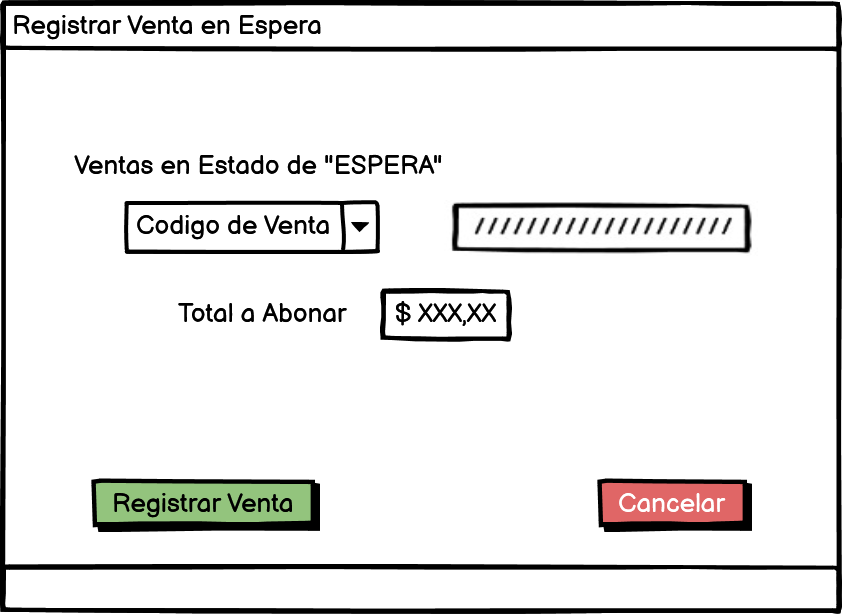 Registrar Venta en Espera
Ventas en Estado de "ESPERA"
Codigo de Venta
////////////////////
Total a Abonar $ XXX,XX
Registrar Venta Cancelar